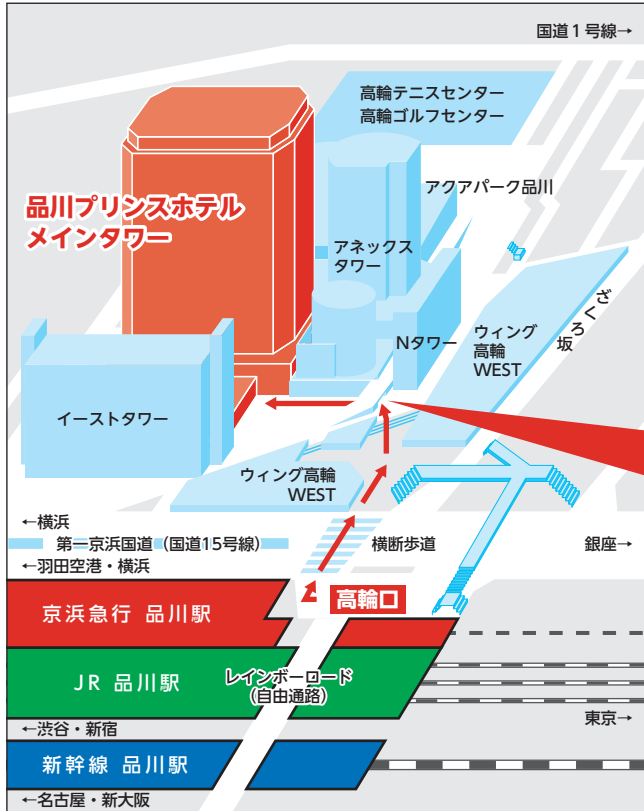 国道1号線→
高輪テニスセンター
高輪ゴルフセンター
アクアパーク品川
品川プリンスホテル
メインタワー
アネックス
タワー
ざくろ坂
Nタワー
ウィング
高輪
WEST
イーストタワー
ウィング高輪
WEST
←横浜
第一京浜国道（国道15号線）
横断歩道
銀座→
←羽田空港・横浜
高輪口
京浜急行 品川駅
JR 品川駅
レインボーロード
（自由通路）
←渋谷・新宿
東京→
新幹線 品川駅
←名古屋・新大阪